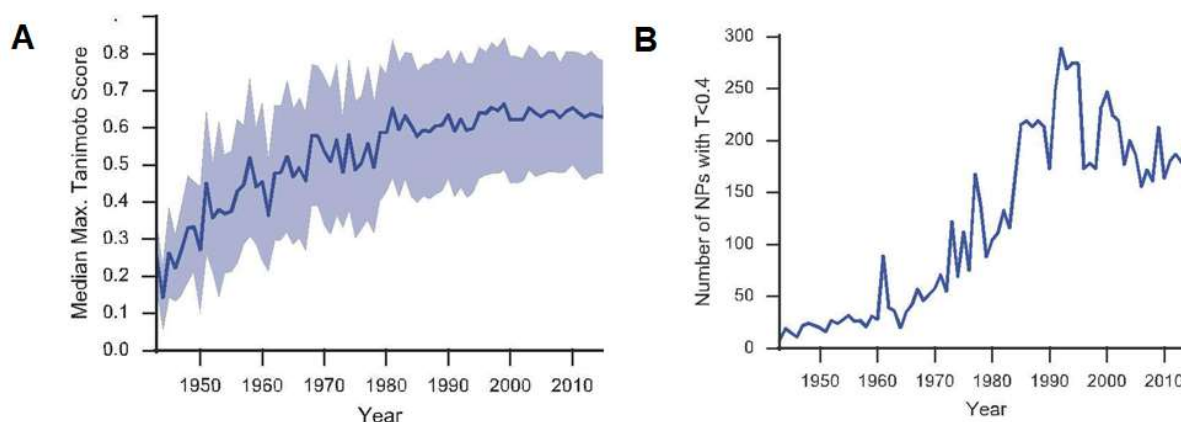 A
Median Max. Tanimoto Score
0.8
0.7
0.6
0.5
0.4
0.3
0.2
0.1
0.0
1950 1960 1970 1980 1990 2000 2010
Year
B
Number of NPs with T<0.4
300
250
200
150
100
50
0
1950 1960 1970 1980 1990 2000 2010
Year